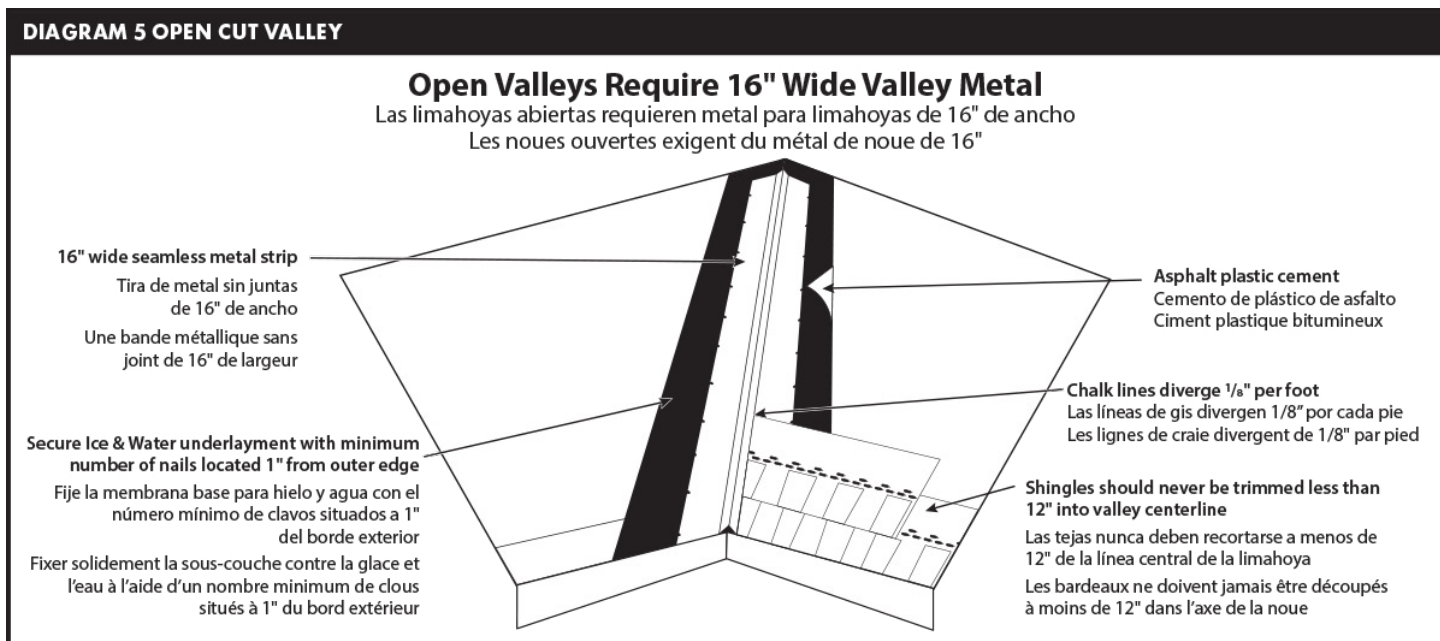 DIAGRAM 5 OPEN CUT VALLEY
Open Valleys Require 16" Wide Valley Metal
Las limahoyas abiertas requieren metal para limahoyas de 16" de ancho
Les noues ouvertes exigent du métal de noue de 16"
16" wide seamless metal strip
Tira de metal sin juntas
de 16" de ancho
Une bande métallique sans
joint de 16" de largeur
Secure Ice & Water underlayment with minimum
number of nails located 1" from outer edge
Fije la membrana base para hielo y agua con el
número mínimo de clavos situados a 1"
del borde exterior
Fixer solidement la sous-couche contre la glace et
l'eau à l'aide d'un nombre minimum de clous
situés à 1" du bord extérieur
Asphalt plastic cement
Cemento de plástico de asfalto
Ciment plastique bitumineux
Chalk lines diverge 1/8" per foot
Las líneas de gis divergen 1/8" por cada pie
Les lignes de craie divergent de 1/8" par pied
Shingles should never be trimmed less than
12" into valley centerline
Las tejas nunca deben recortarse a menos de
12" de la línea central de la limahoya
Les bardeaux ne doivent jamais être découpés
à moins de 12" dans l'axe de la noue